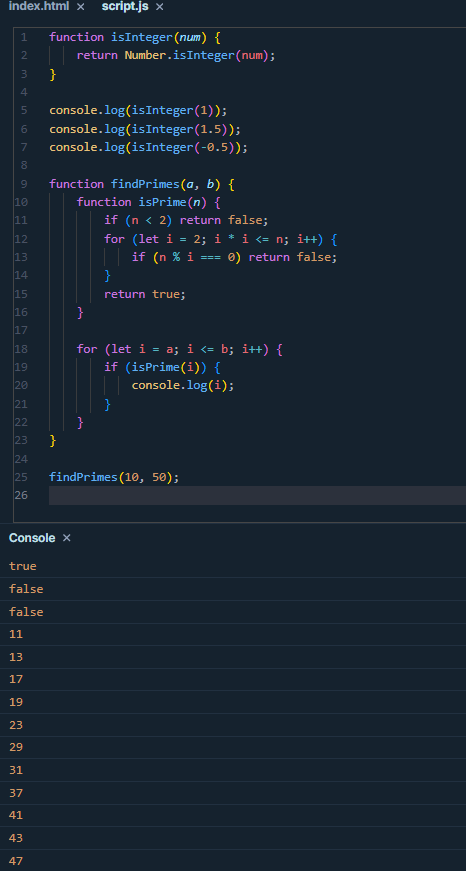 index.html × script.js ×
1 function isInteger(num) {
2     return Number.isInteger(num);
3 }
4
5 console.log(isInteger(1));
6 console.log(isInteger(1.5));
7 console.log(isInteger(-0.5));
8
9 function findPrimes(a, b) {
10     function isPrime(n) {
11         if (n < 2) return false;
12         for (let i = 2; i * i <= n; i++) {
13             if (n % i === 0) return false;
14         }
15         return true;
16     }
17
18     for (let i = a; i <= b; i++) {
19         if (isPrime(i)) {
20             console.log(i);
21         }
22     }
23 }
24
25 findPrimes(10, 50);
26
Console ×
true
false
false
11
13
17
19
23
29
31
37
41
43
47